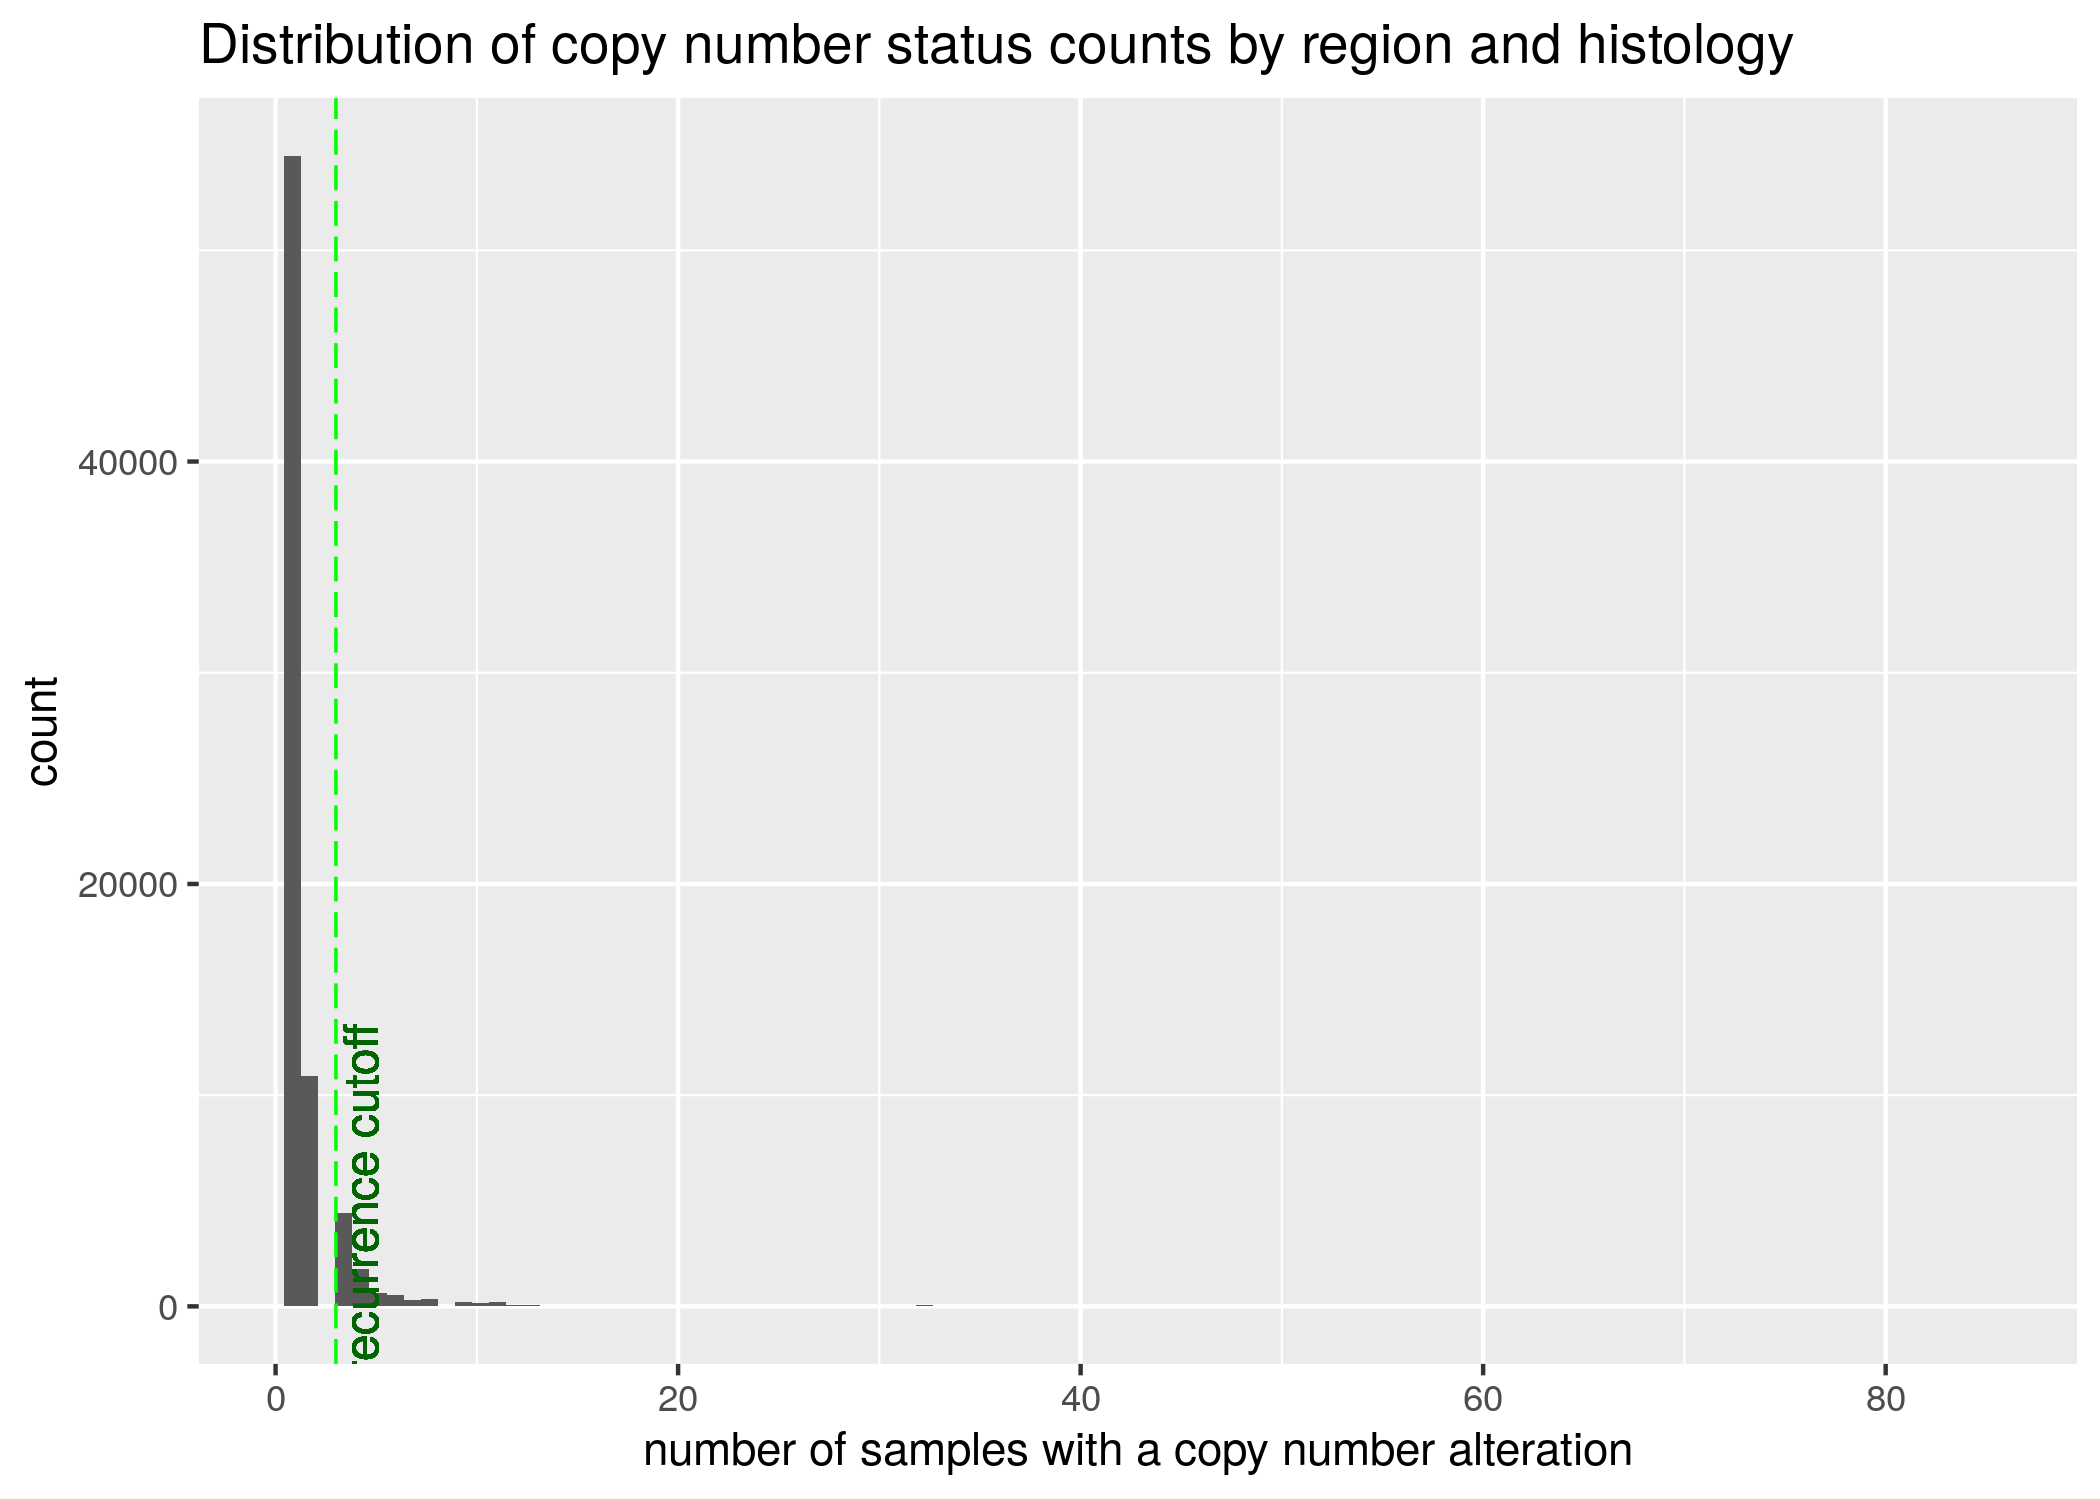 Distribution of copy number status counts by region and histology
count
40000
20000
0
ecurrence cutoff
0 20 40 60 80
number of samples with a copy number alteration